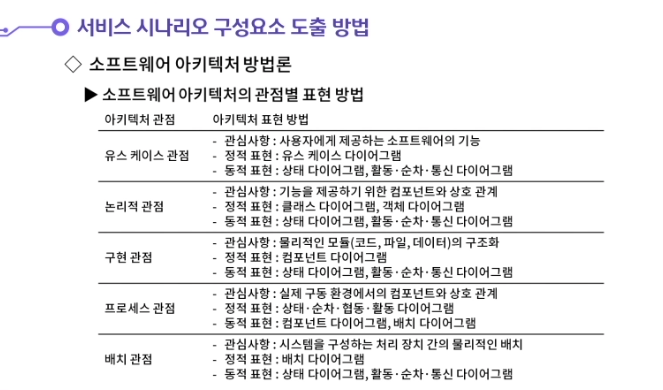 서비스 시나리오 구성요소 도출 방법
◇ 소프트웨어 아키텍처 방법론
▶ 소프트웨어 아키텍처의 관점별 표현 방법
아키텍처 관점 아키텍처 표현 방법
유스 케이스 관점
- 관심사항 : 사용자에게 제공하는 소프트웨어의 기능
- 정적 표현 : 유스 케이스 다이어그램
- 동적 표현 : 상태 다이어그램, 활동·순차·통신 다이어그램
논리적 관점
- 관심사항 : 기능을 제공하기 위한 컴포넌트와 상호 관계
- 정적 표현 : 클래스 다이어그램, 객체 다이어그램
- 동적 표현 : 상태 다이어그램, 활동·순차·통신 다이어그램
구현 관점
- 관심사항 : 물리적인 모듈(코드, 파일, 데이터)의 구조화
- 정적 표현 : 컴포넌트 다이어그램
- 동적 표현 : 상태 다이어그램, 활동·순차·통신 다이어그램
프로세스 관점
- 관심사항 : 실제 구동 환경에서의 컴포넌트와 상호 관계
- 정적 표현 : 상태·순차·협동·활동 다이어그램
- 동적 표현 : 컴포넌트 다이어그램, 배치 다이어그램
배치 관점
- 관심사항 : 시스템을 구성하는 처리 장치 간의 물리적인 배치
- 정적 표현 : 배치 다이어그램
- 동적 표현 : 상태 다이어그램, 활동·순차·통신 다이어그램